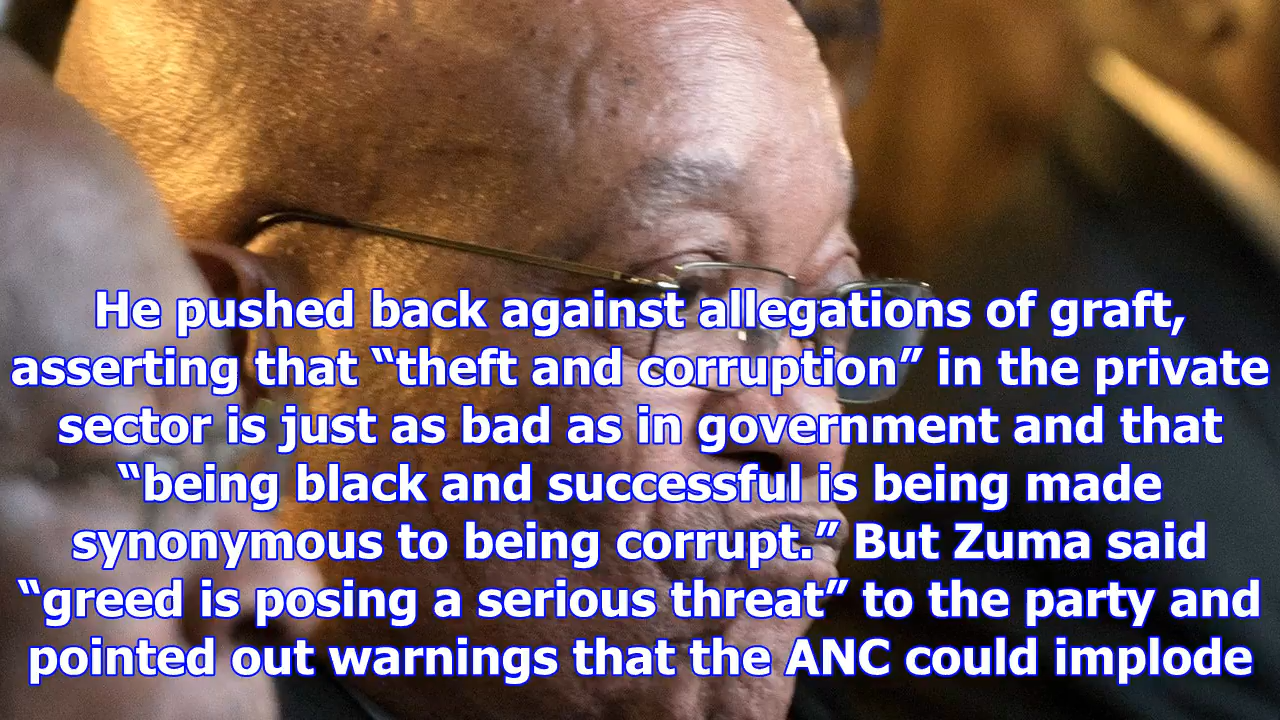 He pushed back against allegations of graft,
asserting that “theft and corruption” in the private
sector is just as bad as in government and that
“being black and successful is being made
synonymous to being corrupt.” But Zuma said
“greed is posing a serious threat” to the party and
pointed out warnings that the ANC could implode